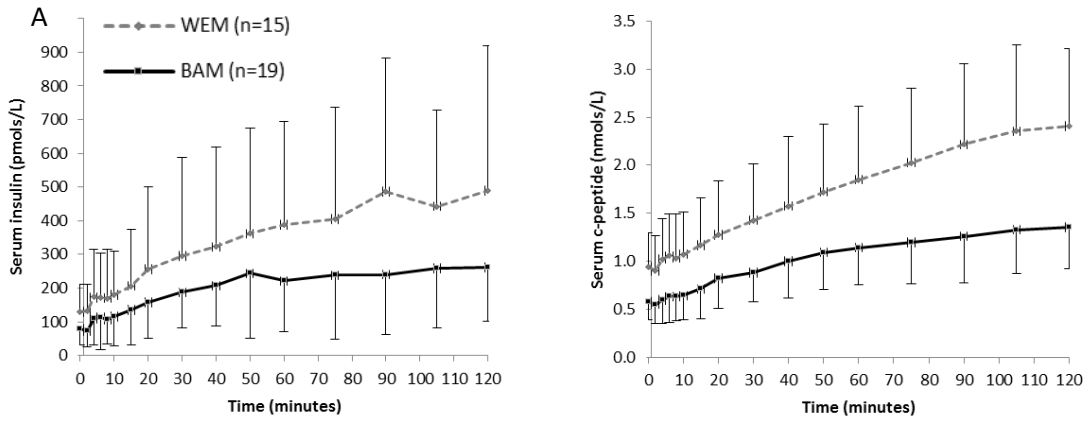 A
WEM (n=15)
BAM (n=19)
Serum insulin (pmols/L)
900
800
700
600
500
400
300
200
100
0
0 10 20 30 40 50 60 70 80 90 100 110 120
Time (minutes)
Serum c-peptide (nmols/L)
3.5
3.0
2.5
2.0
1.5
1.0
0.5
0.0
0 10 20 30 40 50 60 70 80 90 100 110 120
Time (minutes)